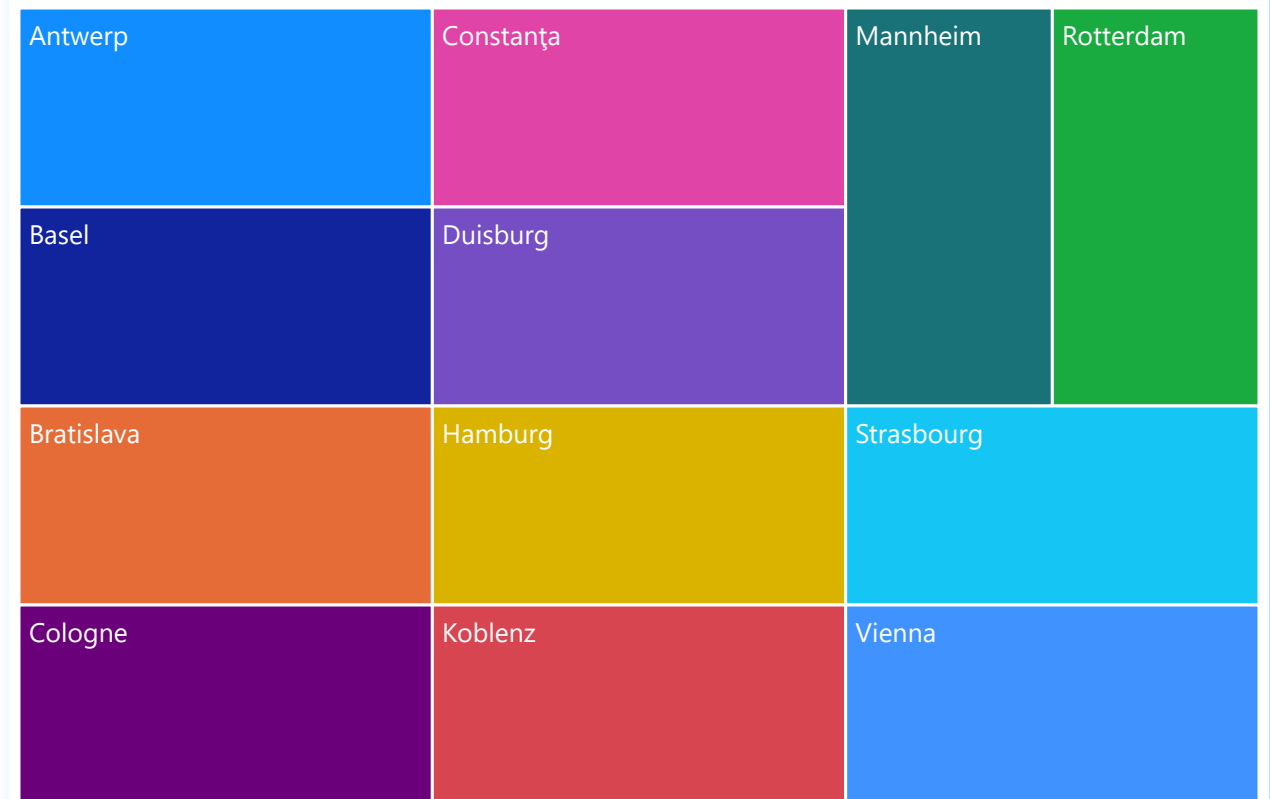 Antwerp
Constanţa
Mannheim
Rotterdam
Basel
Duisburg
Bratislava
Hamburg
Strasbourg
Cologne
Koblenz
Vienna